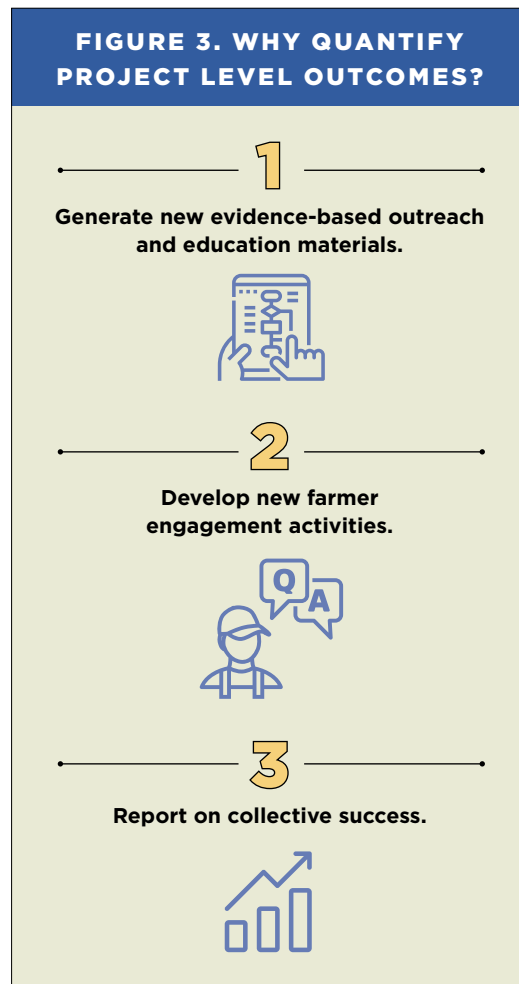 FIGURE 3. WHY QUANTIFY
PROJECT LEVEL OUTCOMES?
1
Generate new evidence-based outreach
and education materials.
2
Develop new farmer
engagement activities.
Q
A
3
Report on collective success.